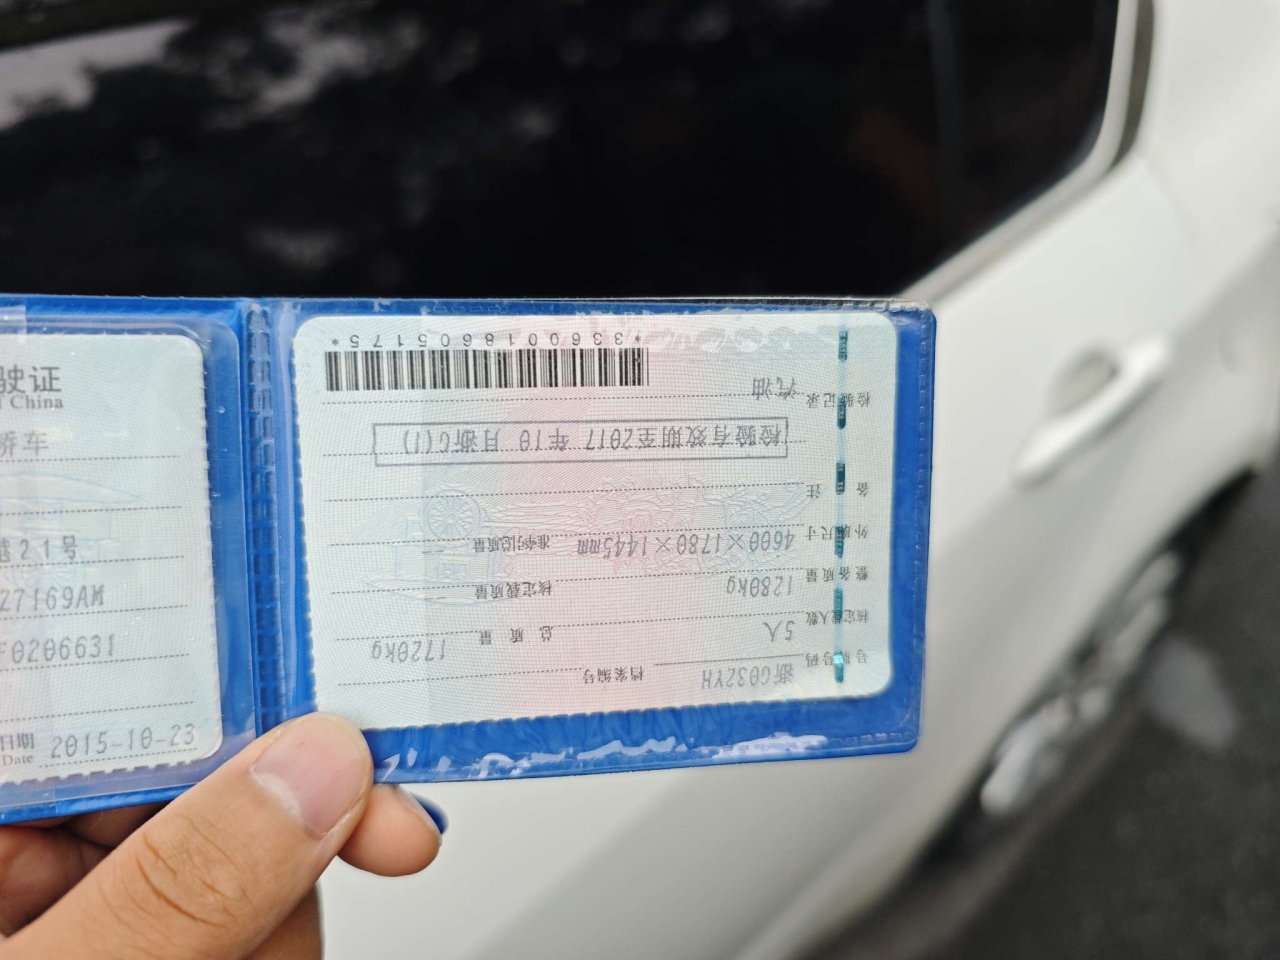 驶证
China
轿车
越21号
Z7169AM
F0206631
日期
Date 2015-10-23
号牌号码 浙G032YH 档案编号
核定载人数 5人 总质量 1720kg
整备质量 1280kg 核定载质量 --
外廓尺寸 4600×1780×1445mm 准牵引总质量 --
备注
检验有效期至2017年10月浙G(1)
检验记录
汽油
*3360018605175*